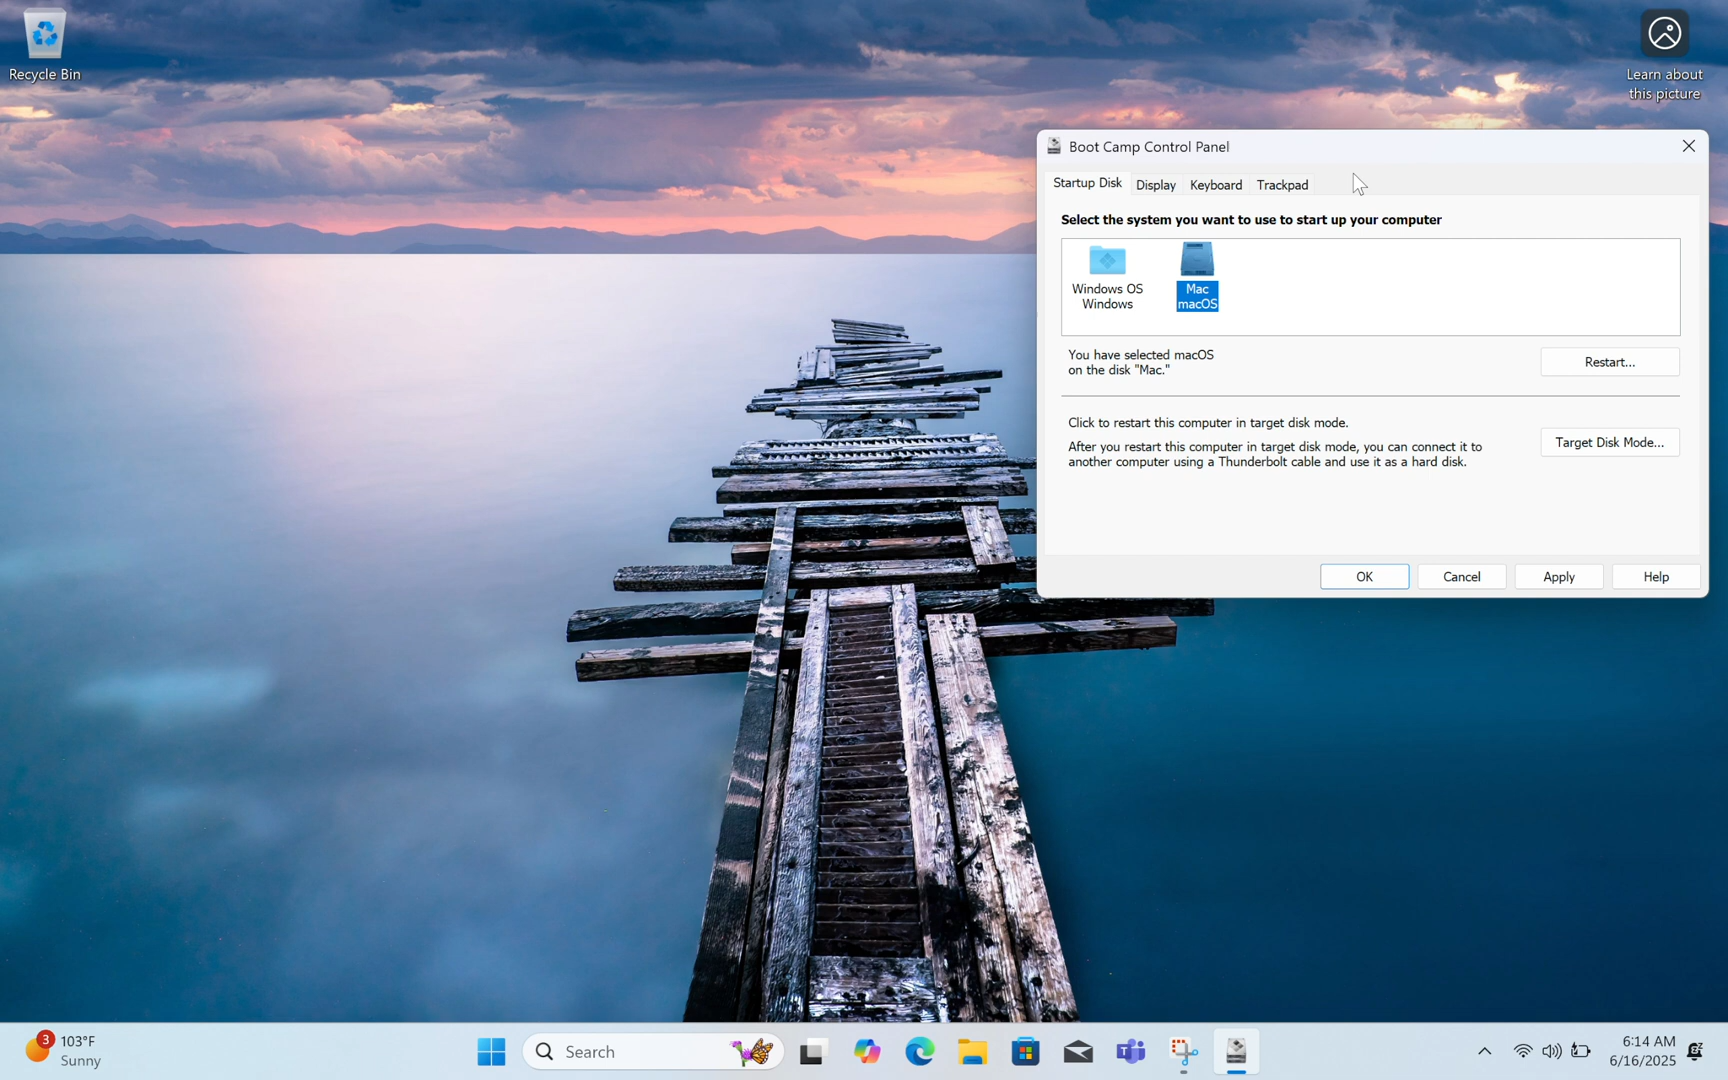 Recycle Bin
Learn about
this picture
Boot Camp Control Panel
Startup Disk
Display
Keyboard
Trackpad
Select the system you want to use to start up your computer
Windows OS
Windows
Mac
macOS
You have selected macOS
on the disk "Mac."
Restart...
Click to restart this computer in target disk mode.
After you restart this computer in target disk mode, you can connect it to
another computer using a Thunderbolt cable and use it as a hard disk.
Target Disk Mode...
OK
Cancel
Apply
Help
3
103°F
Sunny
Search
6:14 AM
6/16/2025